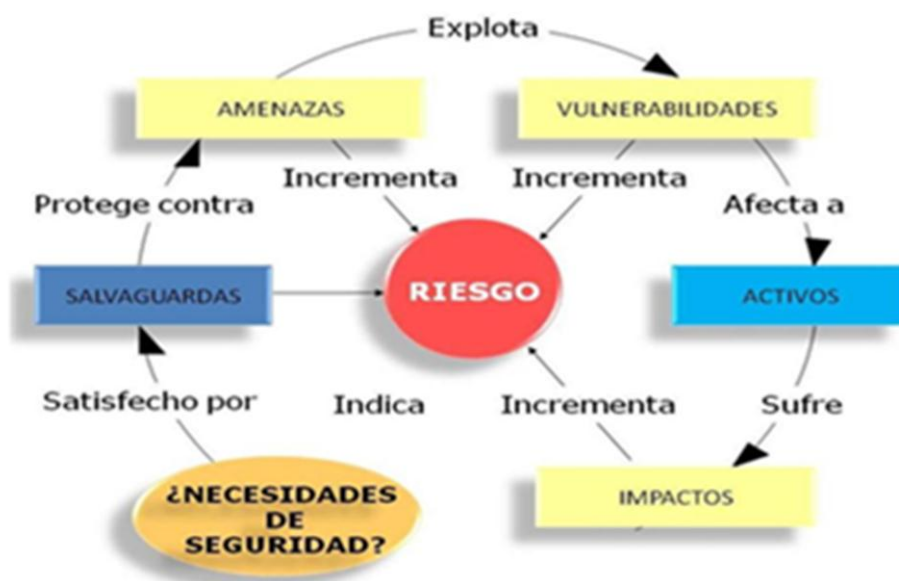 Explota
AMENAZAS
VULNERABILIDADES
Incrementa
Incrementa
Protege contra
Afecta a
SALVAGUARDAS
RIESGO
ACTIVOS
Satisfecho por
Indica
Incrementa
Sufre
¿NECESIDADES
DE
SEGURIDAD?
IMPACTOS